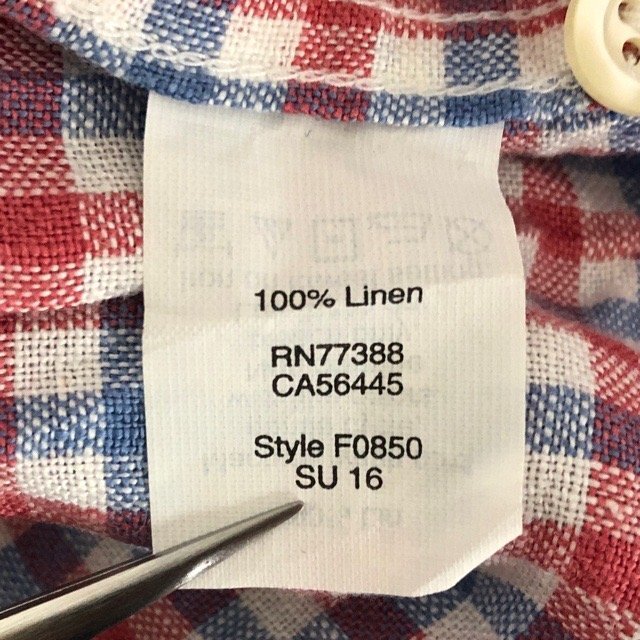 100% Linen
RN77388
CA56445
Style F0850
SU 16